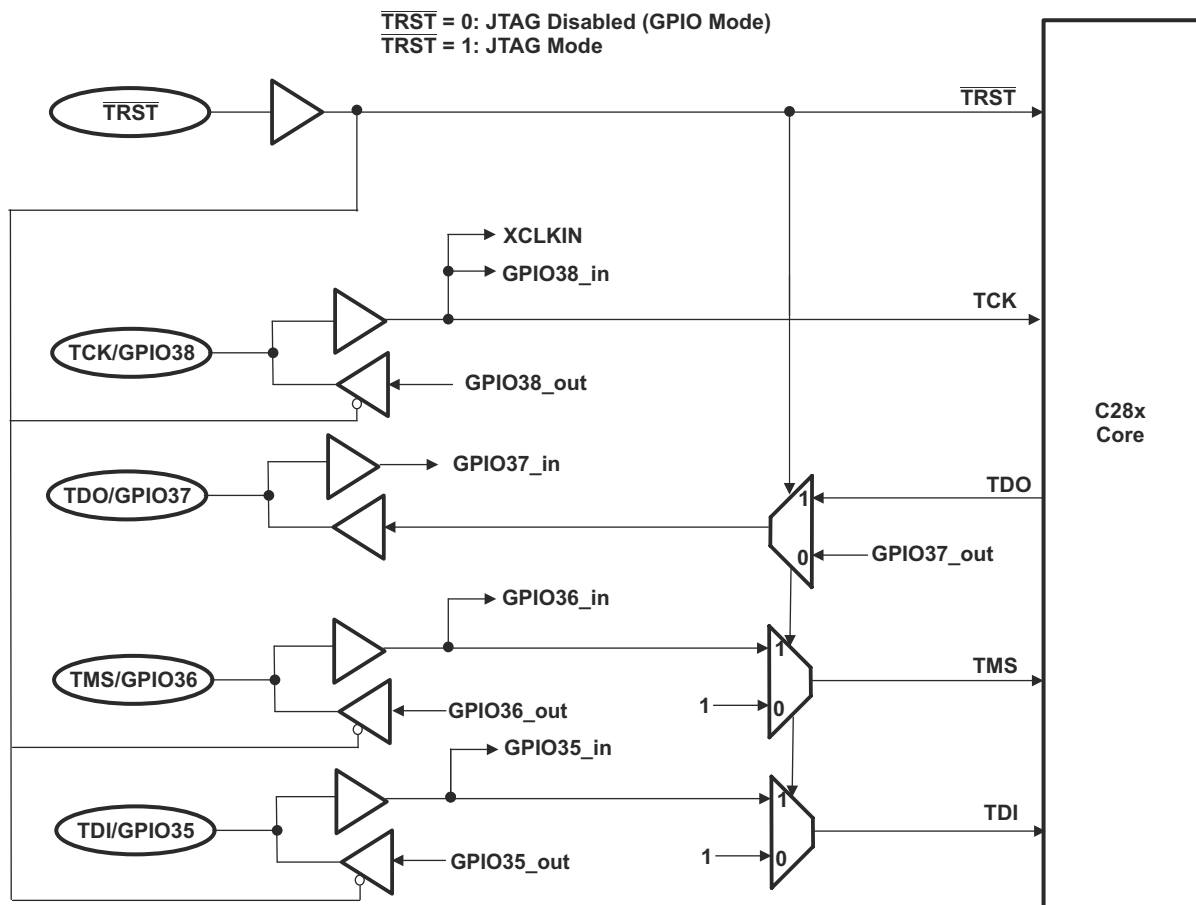 TRST = 0: JTAG Disabled (GPIO Mode)
TRST = 1: JTAG Mode
TRST
TRST
XCLKIN
GPIO38_in
TCK
TCK/GPIO38
GPIO38_out
C28x
Core
GPIO37_in
TDO/GPIO37
1
TDO
0
GPIO37_out
GPIO36_in
1
TMS/GPIO36
TMS
GPIO36_out
1
0
GPIO35_in
1
TDI/GPIO35
TDI
GPIO35_out
1
0